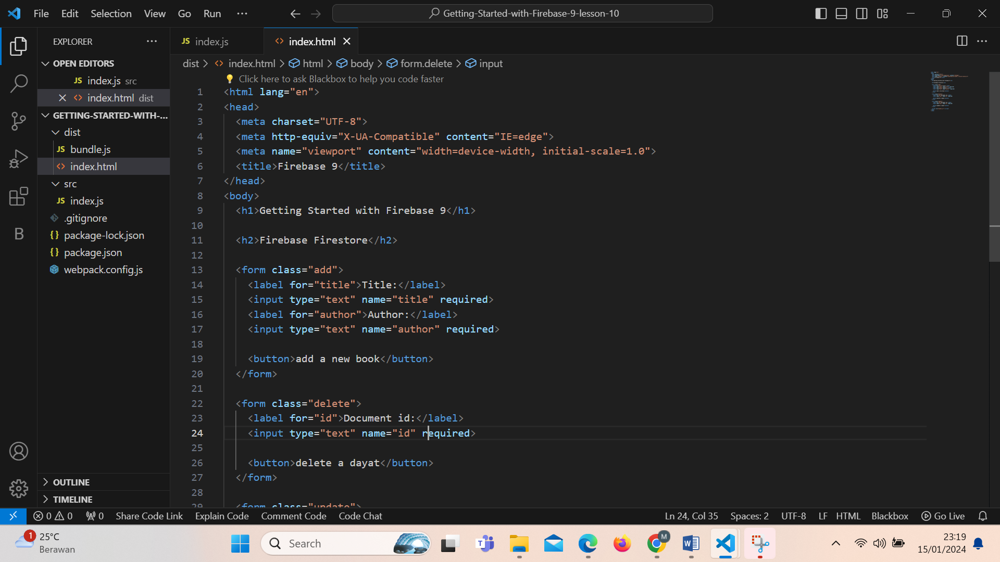 File Edit Selection View Go Run ···
Getting-Started-with-Firebase-9-lesson-10
EXPLORER
OPEN EDITORS
JS index.js src
index.html dist
GETTING-STARTED-WITH-...
dist
JS bundle.js
index.html
src
JS index.js
.gitignore
{} package-lock.json
{} package.json
webpack.config.js
B
OUTLINE
TIMELINE
JS index.js
<> index.html
dist > <> index.html > html > body > form.delete > input
Click here to ask Blackbox to help you code faster
1 <html lang="en">
2 <head>
3 <meta charset="UTF-8">
4 <meta http-equiv="X-UA-Compatible" content="IE=edge">
5 <meta name="viewport" content="width=device-width, initial-scale=1.0">
6 <title>Firebase 9</title>
7 </head>
8 <body>
9 <h1>Getting Started with Firebase 9</h1>
10
11 <h2>Firebase Firestore</h2>
12
13 <form class="add">
14 <label for="title">Title:</label>
15 <input type="text" name="title" required>
16 <label for="author">Author:</label>
17 <input type="text" name="author" required>
18
19 <button>add a new book</button>
20 </form>
21
22 <form class="delete">
23 <label for="id">Document id:</label>
24 <input type="text" name="id" required>
25
26 <button>delete a dayat</button>
27 </form>
28
29 <form class="update">
0 0 0 Share Code Link Explain Code Comment Code Code Chat
Ln 24, Col 35 Spaces: 2 UTF-8 LF HTML Blackbox Go Live
1 25°C
Berawan
Search
M
23:19
15/01/2024